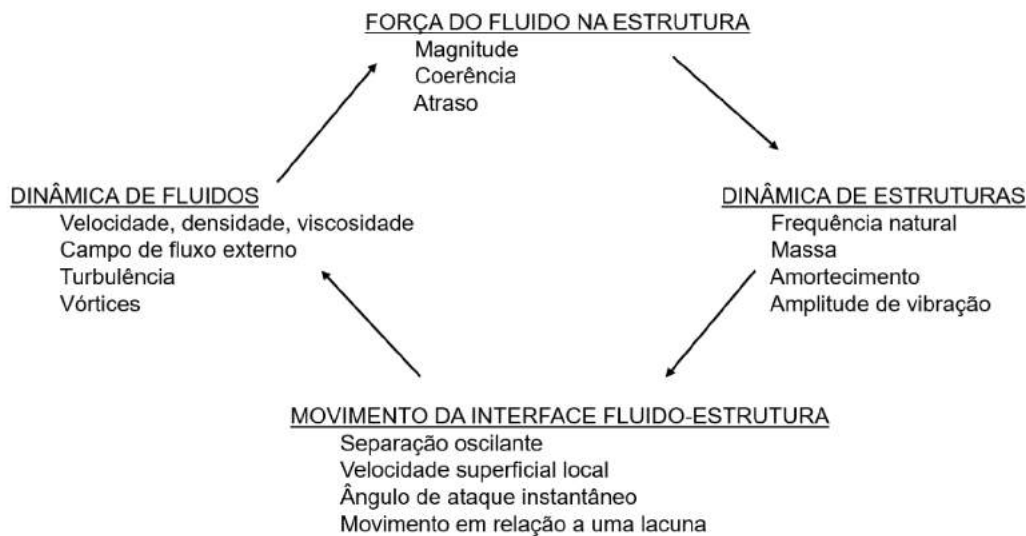 FORÇA DO FLUIDO NA ESTRUTURA
Magnitude
Coerência
Atraso
DINÂMICA DE FLUIDOS
Velocidade, densidade, viscosidade
Campo de fluxo externo
Turbulência
Vórtices
DINÂMICA DE ESTRUTURAS
Frequência natural
Massa
Amortecimento
Amplitude de vibração
MOVIMENTO DA INTERFACE FLUIDO-ESTRUTURA
Separação oscilante
Velocidade superficial local
Ângulo de ataque instantâneo
Movimento em relação a uma lacuna